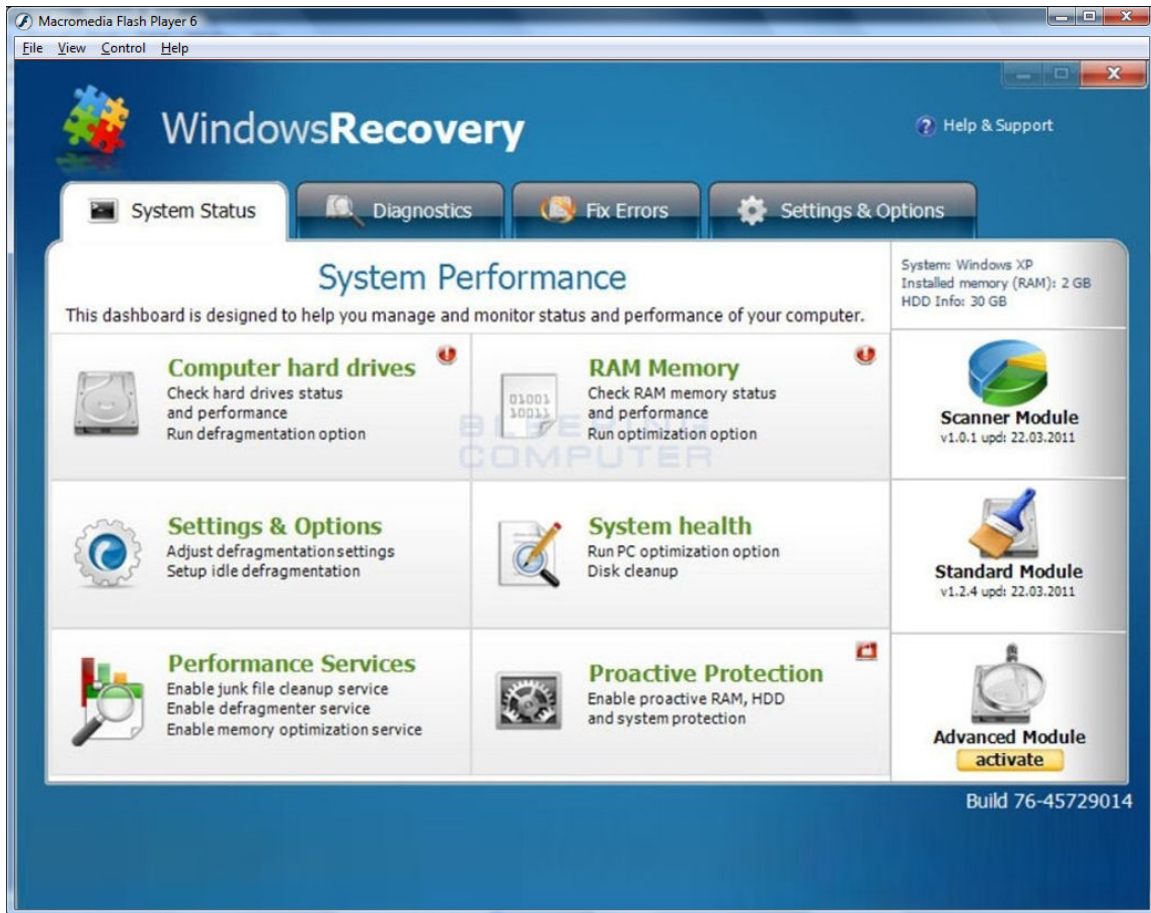 Macromedia Flash Player 6
File View Control Help
WindowsRecovery
Help & Support
System Status
Diagnostics
Fix Errors
Settings & Options
System Performance
This dashboard is designed to help you manage and monitor status and performance of your computer.
System: Windows XP
Installed memory (RAM): 2 GB
HDD Info: 30 GB
Computer hard drives
Check hard drives status
and performance
Run defragmentation option
RAM Memory
Check RAM memory status
and performance
Run optimization option
01001
10011
BLEEPING
COMPUTER
Scanner Module
v1.0.1 upd: 22.03.2011
Settings & Options
Adjust defragmentation settings
Setup idle defragmentation
System health
Run PC optimization option
Disk cleanup
Standard Module
v1.2.4 upd: 22.03.2011
Performance Services
Enable junk file cleanup service
Enable defragmenter service
Enable memory optimization service
Proactive Protection
Enable proactive RAM, HDD
and system protection
Advanced Module
activate
Build 76-45729014